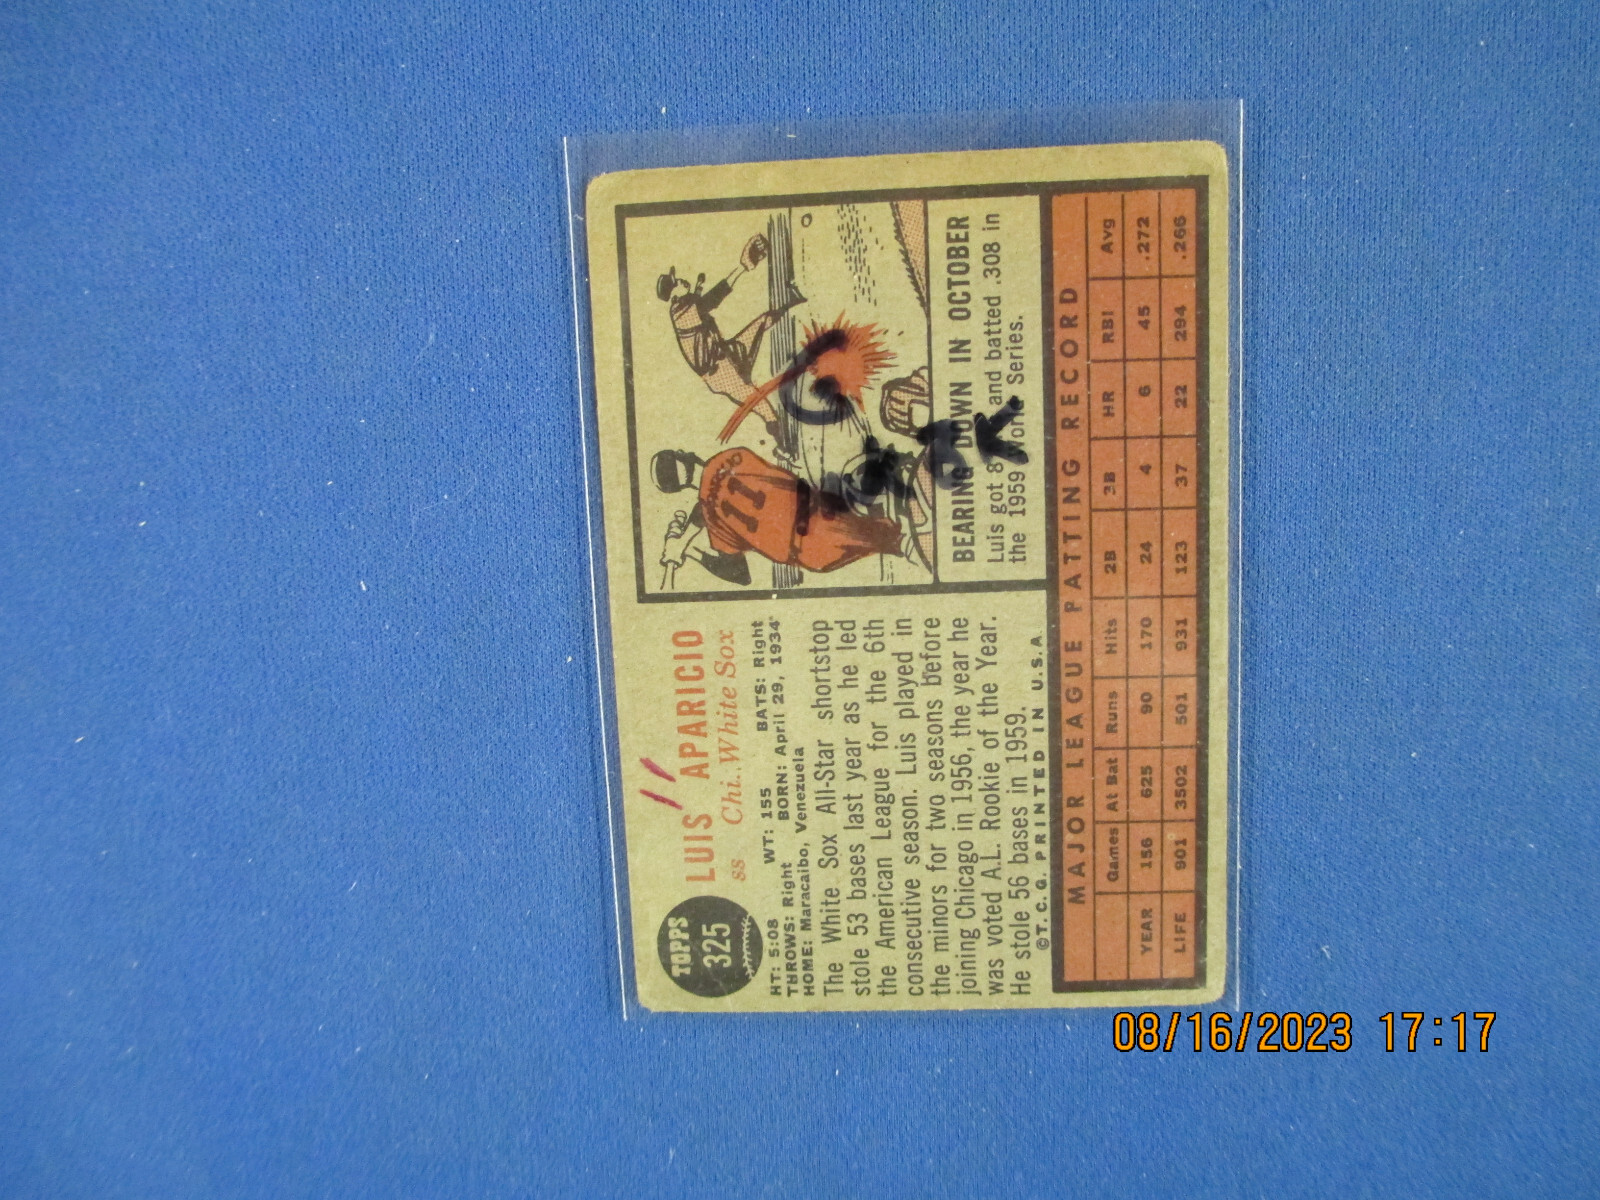 TOPPS
325
LUIS APARICIO
ss Chi. White Sox
HT: 5:08 WT: 155 BATS: Right
THROWS: Right BORN: April 29, 1934
HOME: Maracaibo, Venezuela
The White Sox All-Star shortstop
stole 53 bases last year as he led
the American League for the 6th
consecutive season. Luis played in
the minors for two seasons before
joining Chicago in 1956, the year he
was voted A.L. Rookie of the Year.
He stole 56 bases in 1959.
©T. C. G. PRINTED IN U.S.A.
APARICIO
11
BEARING DOWN IN OCTOBER
Luis got 8 and batted .308 in
the 1959 World Series.
MAJOR LEAGUE BATTING RECORD
Games At Bat Runs Hits 2B 3B HR RBI Avg
YEAR 156 625 90 170 24 4 6 45 .272
LIFE 901 3502 501 931 123 37 22 294 .266
08/16/2023 17:17